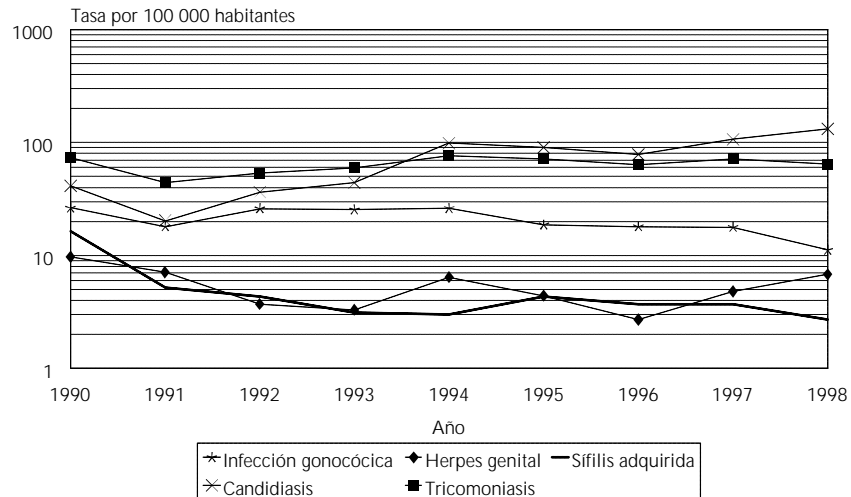 Tasa por 100 000 habitantes
1000
100
10
1
1990 1991 1992 1993 1994 1995 1996 1997 1998
Año
Infección gonocócica Herpes genital Sífilis adquirida
Candidiasis Tricomoniasis